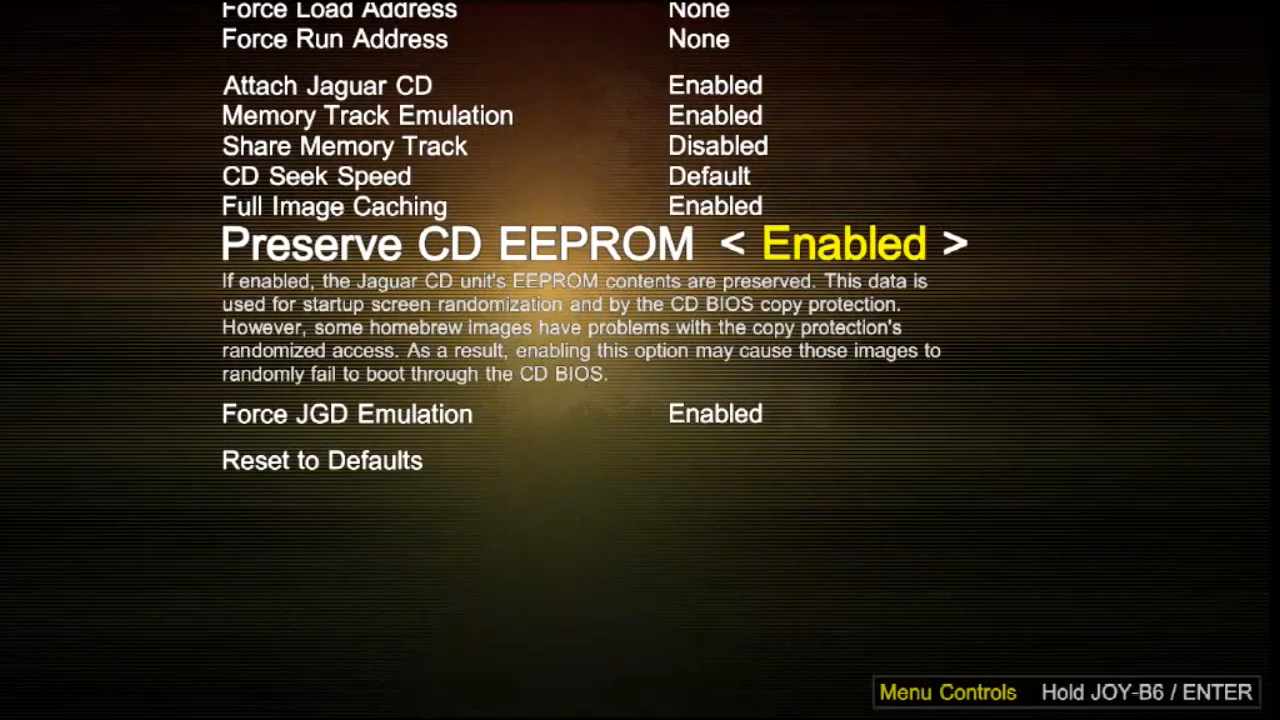 Force Load Address None
Force Run Address None
Attach Jaguar CD Enabled
Memory Track Emulation Enabled
Share Memory Track Disabled
CD Seek Speed Default
Full Image Caching Enabled
Preserve CD EEPROM < Enabled >
If enabled, the Jaguar CD unit's EEPROM contents are preserved. This data is
used for startup screen randomization and by the CD BIOS copy protection.
However, some homebrew images have problems with the copy protection's
randomized access. As a result, enabling this option may cause those images to
randomly fail to boot through the CD BIOS.
Force JGD Emulation Enabled
Reset to Defaults
Menu Controls Hold JOY-B6 / ENTER